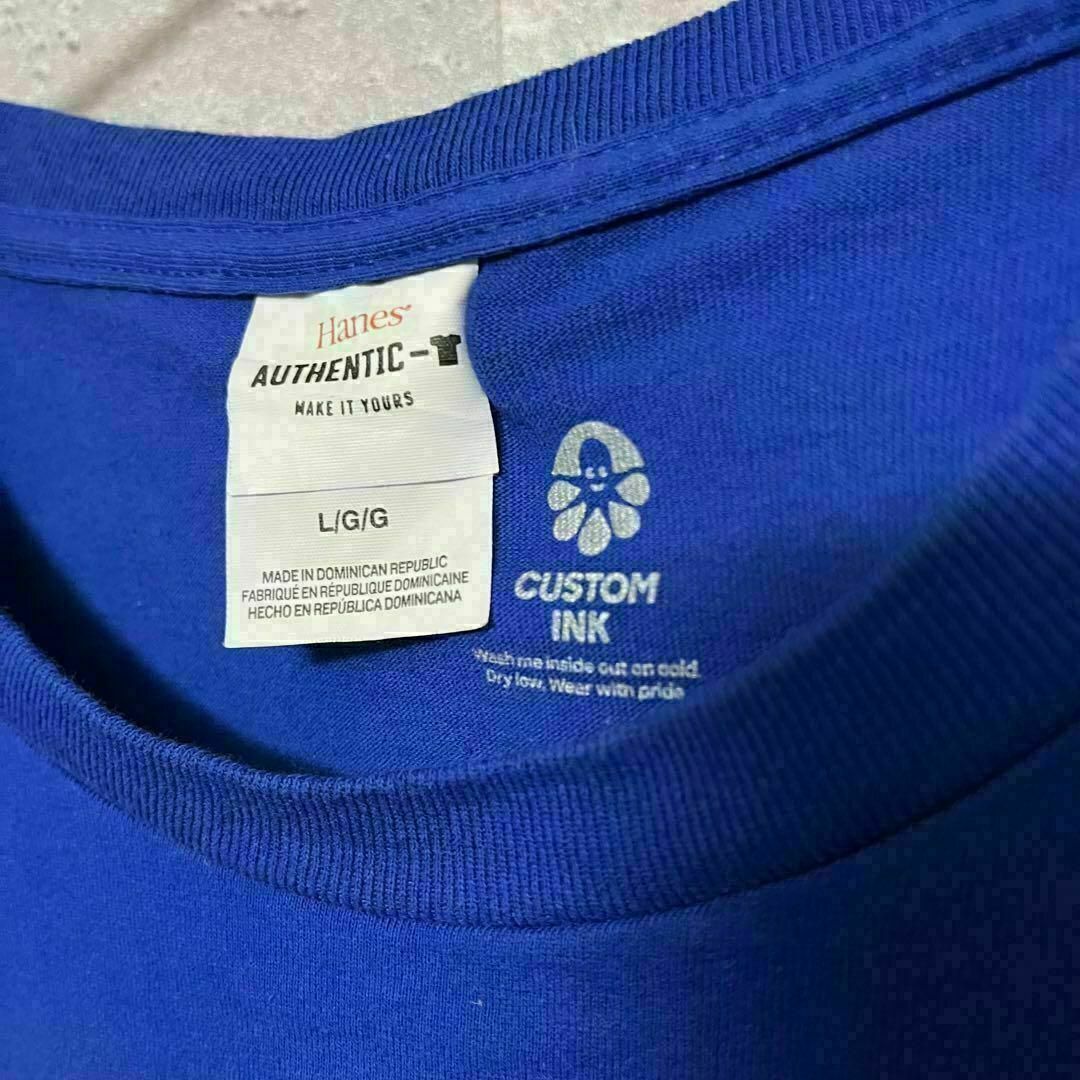 Hanes
AUTHENTIC-T
MAKE IT YOURS
L/G/G
MADE IN DOMINICAN REPUBLIC
FABRIQUÉ EN RÉPUBLIQUE DOMINICAINE
HECHO EN REPÚBLICA DOMINICANA
CUSTOM
INK
Wash me inside out on cold.
Dry low. Wear with pride